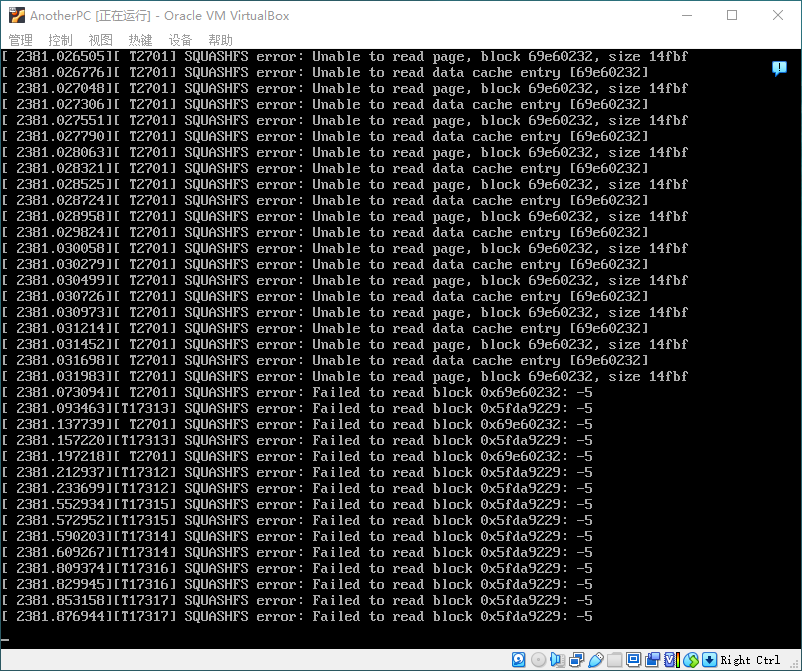 AnotherPC [正在运行] - Oracle VM VirtualBox
管理 控制 视图 热键 设备 帮助
[ 2381.026505][ T2701] SQUASHFS error: Unable to read page, block 69e60232, size 14fbf
[ 2381.026776][ T2701] SQUASHFS error: Unable to read data cache entry [69e60232]
[ 2381.027048][ T2701] SQUASHFS error: Unable to read page, block 69e60232, size 14fbf
[ 2381.027306][ T2701] SQUASHFS error: Unable to read data cache entry [69e60232]
[ 2381.027551][ T2701] SQUASHFS error: Unable to read page, block 69e60232, size 14fbf
[ 2381.027790][ T2701] SQUASHFS error: Unable to read data cache entry [69e60232]
[ 2381.028063][ T2701] SQUASHFS error: Unable to read page, block 69e60232, size 14fbf
[ 2381.028321][ T2701] SQUASHFS error: Unable to read data cache entry [69e60232]
[ 2381.028525][ T2701] SQUASHFS error: Unable to read page, block 69e60232, size 14fbf
[ 2381.028724][ T2701] SQUASHFS error: Unable to read data cache entry [69e60232]
[ 2381.028958][ T2701] SQUASHFS error: Unable to read page, block 69e60232, size 14fbf
[ 2381.029824][ T2701] SQUASHFS error: Unable to read data cache entry [69e60232]
[ 2381.030058][ T2701] SQUASHFS error: Unable to read page, block 69e60232, size 14fbf
[ 2381.030279][ T2701] SQUASHFS error: Unable to read data cache entry [69e60232]
[ 2381.030499][ T2701] SQUASHFS error: Unable to read page, block 69e60232, size 14fbf
[ 2381.030726][ T2701] SQUASHFS error: Unable to read data cache entry [69e60232]
[ 2381.030973][ T2701] SQUASHFS error: Unable to read page, block 69e60232, size 14fbf
[ 2381.031214][ T2701] SQUASHFS error: Unable to read data cache entry [69e60232]
[ 2381.031452][ T2701] SQUASHFS error: Unable to read page, block 69e60232, size 14fbf
[ 2381.031698][ T2701] SQUASHFS error: Unable to read data cache entry [69e60232]
[ 2381.031983][ T2701] SQUASHFS error: Unable to read page, block 69e60232, size 14fbf
[ 2381.073094][ T2701] SQUASHFS error: Failed to read block 0x69e60232: -5
[ 2381.093463][T17313] SQUASHFS error: Failed to read block 0x5fda9229: -5
[ 2381.137739][ T2701] SQUASHFS error: Failed to read block 0x69e60232: -5
[ 2381.157220][T17313] SQUASHFS error: Failed to read block 0x5fda9229: -5
[ 2381.197218][ T2701] SQUASHFS error: Failed to read block 0x69e60232: -5
[ 2381.212937][T17312] SQUASHFS error: Failed to read block 0x5fda9229: -5
[ 2381.233699][T17312] SQUASHFS error: Failed to read block 0x5fda9229: -5
[ 2381.552934][T17315] SQUASHFS error: Failed to read block 0x5fda9229: -5
[ 2381.572952][T17315] SQUASHFS error: Failed to read block 0x5fda9229: -5
[ 2381.590203][T17314] SQUASHFS error: Failed to read block 0x5fda9229: -5
[ 2381.609267][T17314] SQUASHFS error: Failed to read block 0x5fda9229: -5
[ 2381.809374][T17316] SQUASHFS error: Failed to read block 0x5fda9229: -5
[ 2381.829945][T17316] SQUASHFS error: Failed to read block 0x5fda9229: -5
[ 2381.853158][T17317] SQUASHFS error: Failed to read block 0x5fda9229: -5
[ 2381.876944][T17317] SQUASHFS error: Failed to read block 0x5fda9229: -5
Right Ctrl